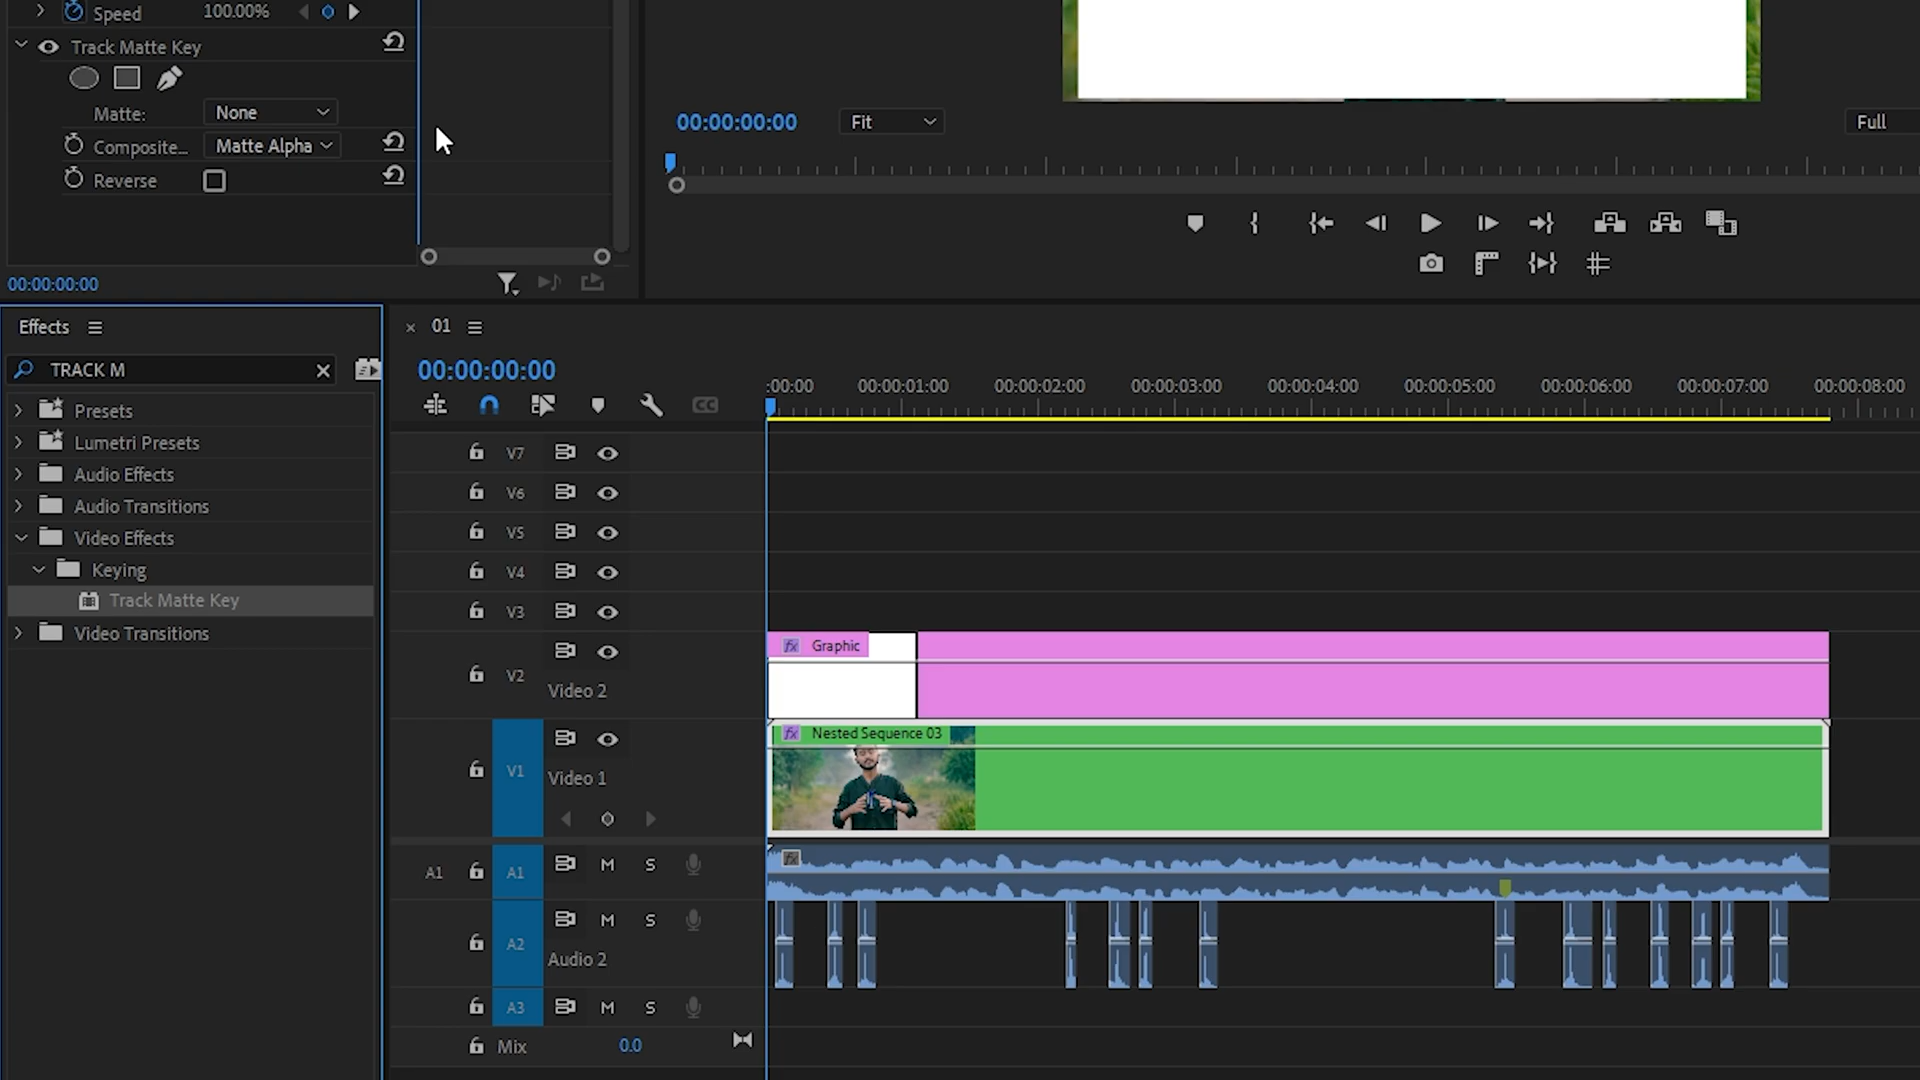 Speed 100.00%
Track Matte Key
Matte: None
Composite... Matte Alpha
Reverse
00:00:00:00
00:00:00:00 Fit Full
Effects
TRACK M
Presets
Lumetri Presets
Audio Effects
Audio Transitions
Video Effects
Keying
Track Matte Key
Video Transitions
01
00:00:00:00
:00:00 00:00:01:00 00:00:02:00 00:00:03:00 00:00:04:00 00:00:05:00 00:00:06:00 00:00:07:00 00:00:08:00
CC
V7
V6
V5
V4
V3
V2 Video 2
fx Graphic
V1 Video 1
fx Nested Sequence 03
A1 A1 M S
fx
A2 M S
Audio 2
A3 M S
Mix 0.0